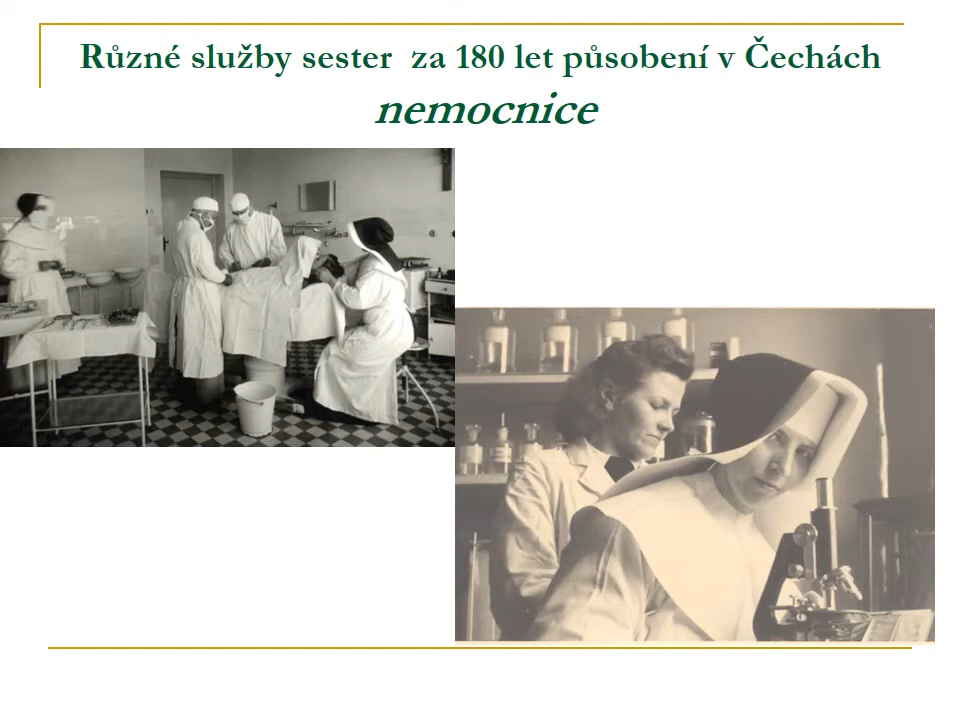 Různé služby sester za 180 let působení v Čechách
nemocnice